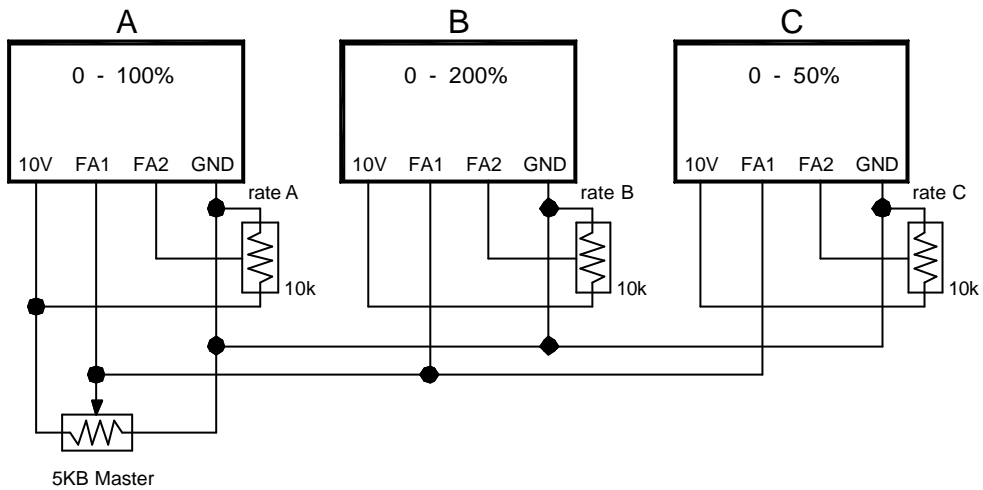 A
B
C
0 - 100%
0 - 200%
0 - 50%
10V FA1 FA2 GND
10V FA1 FA2 GND
10V FA1 FA2 GND
rate A
rate B
rate C
10k
10k
10k
5KB Master